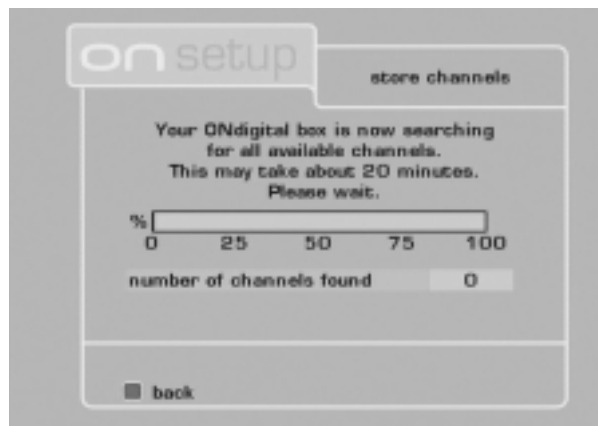 on setup
store channels
Your ONdigital box is now searching
for all available channels.
This may take about 20 minutes.
Please wait.
%
0 25 50 75 100
number of channels found 0
back